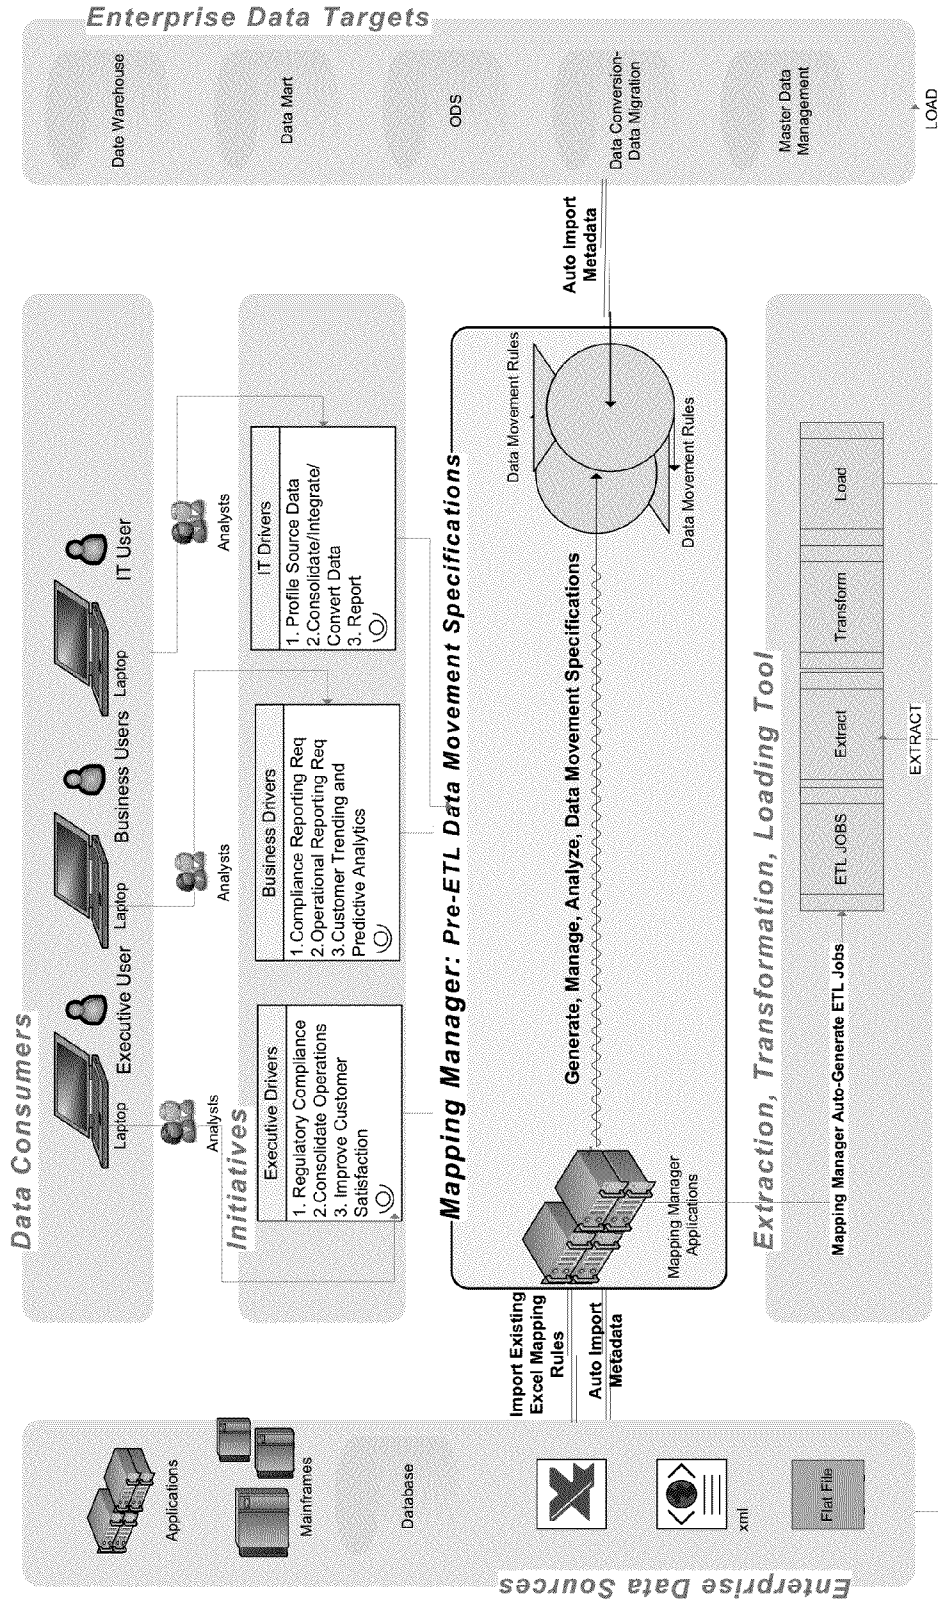 Data Consumers
Laptop
Executive User
Laptop
Business Users
Laptop
IT User
Analysts
Analysts
Analysts
Initiatives
Executive Drivers
1. Regulatory Compliance
2.Consolidate Operations
3. Improve Customer
Satisfaction
Business Drivers
1.Compliance Reporting Req
2.Operational Reporting Req
3.Customer Trending and
Predictive Analytics
IT Drivers
1. Profile Source Data
2.Consolidate/Integrate/
Convert Data
3. Report
Enterprise Data Sources
Applications
Mainframes
Database
xml
Flat File
Import Existing
Excel Mapping
Rules
Auto Import
Metadata
Mapping Manager: Pre-ETL Data Movement Specifications
Mapping Manager
Applications
Generate, Manage, Analyze, Data Movement Specifications
Data Movement Rules
Data Movement Rules
Auto Import
Metadata
Enterprise Data Targets
Date Warehouse
Data Mart
ODS
Data Conversion-
Data Migration
Master Data
Management
LOAD
Extraction, Transformation, Loading Tool
Mapping Manager Auto-Generate ETL Jobs
ETL JOBS
Extract
Transform
Load
EXTRACT